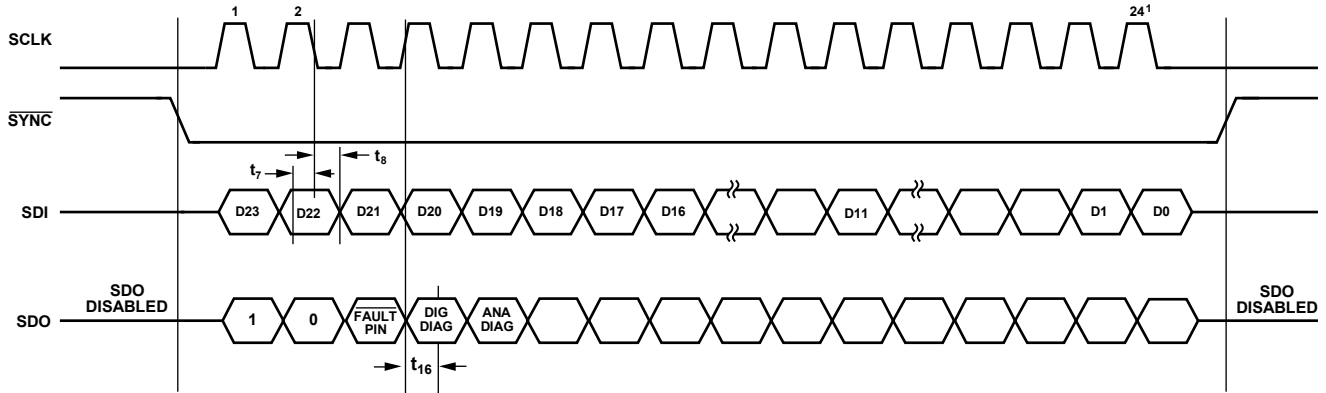 1 2 24¹
SCLK
SYNC
t₇ t₈
SDI D23 D22 D21 D20 D19 D18 D17 D16 D11 D1 D0
SDO DISABLED
SDO DISABLED
SDO 1 0 FAULT PIN DIG DIAG ANA DIAG
t₁₆